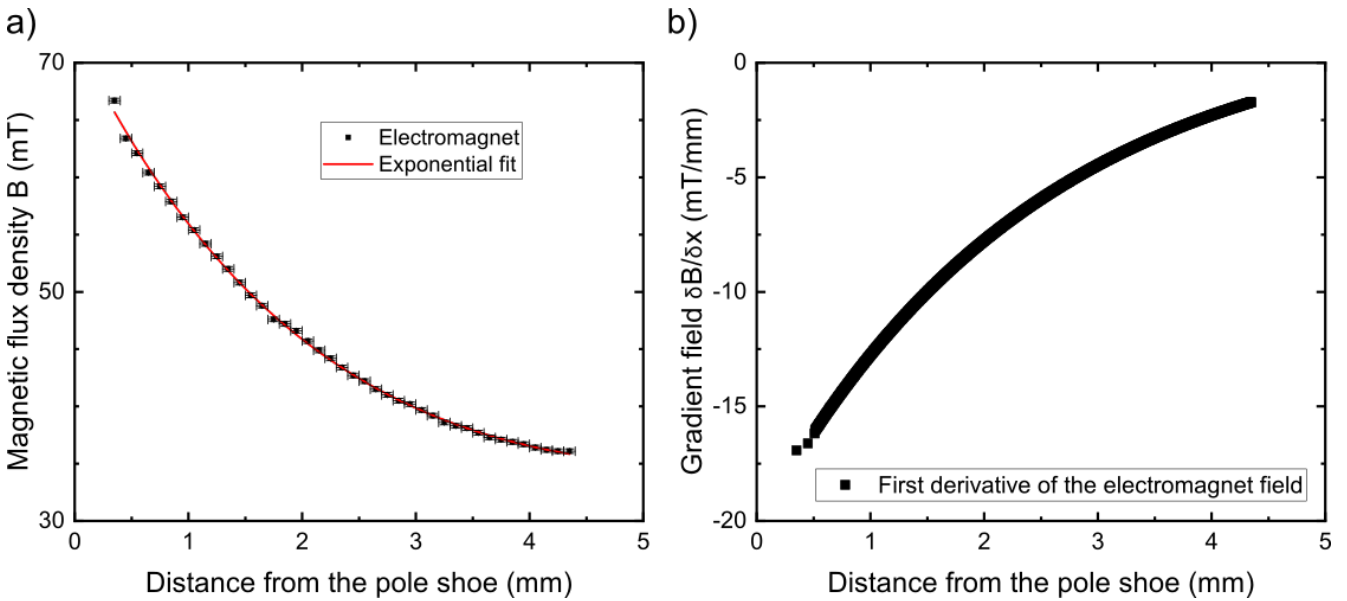 a)
Magnetic flux density B (mT)
70
50
30
Electromagnet
Exponential fit
0 1 2 3 4 5
Distance from the pole shoe (mm)
b)
Gradient field δB/δx (mT/mm)
0
-5
-10
-15
-20
First derivative of the electromagnet field
0 1 2 3 4 5
Distance from the pole shoe (mm)